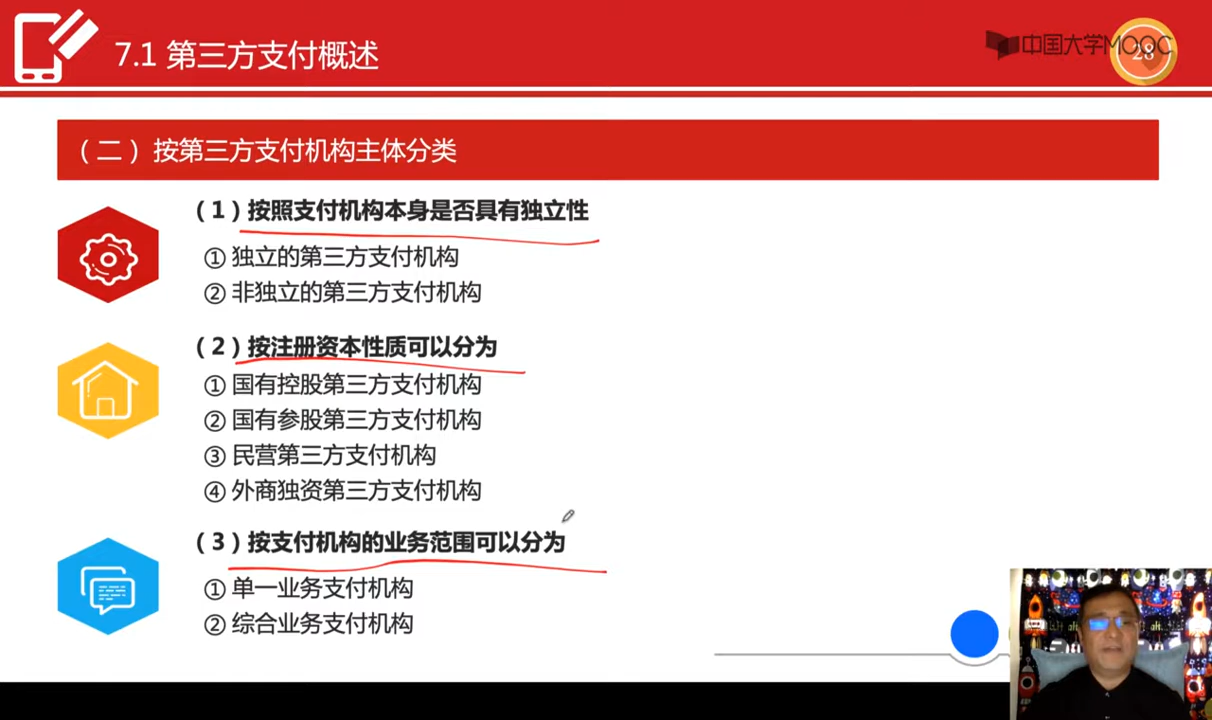 7.1 第三方支付概述
中国大学MOOC
28
（二）按第三方支付机构主体分类
（1）按照支付机构本身是否具有独立性
① 独立的第三方支付机构
② 非独立的第三方支付机构
（2）按注册资本性质可以分为
① 国有控股第三方支付机构
② 国有参股第三方支付机构
③ 民营第三方支付机构
④ 外商独资第三方支付机构
（3）按支付机构的业务范围可以分为
① 单一业务支付机构
② 综合业务支付机构